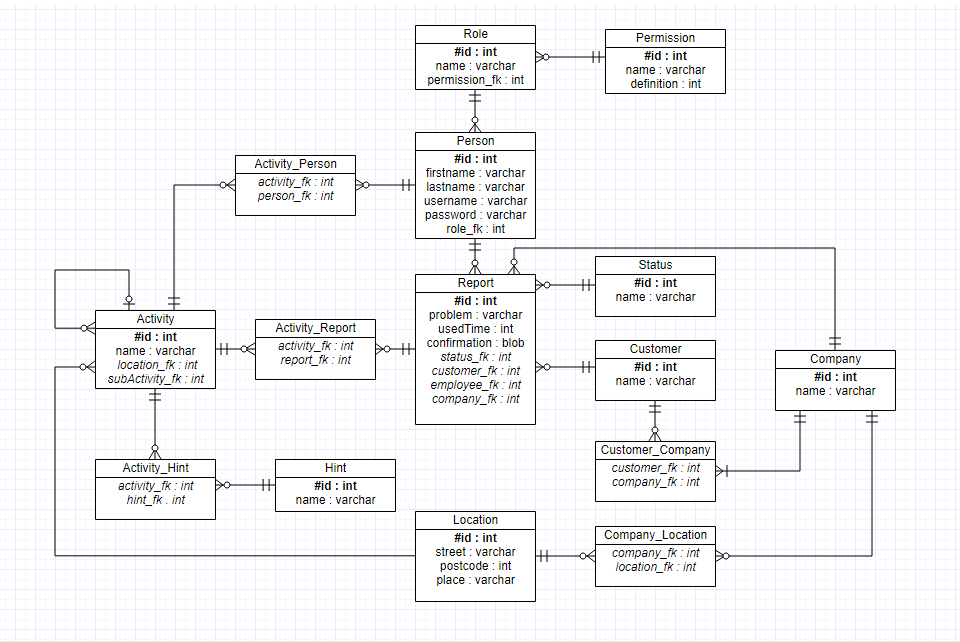 Role
#id : int
name : varchar
permission_fk : int
Permission
#id : int
name : varchar
definition : int
Person
#id : int
firstname : varchar
lastname : varchar
username : varchar
password : varchar
role_fk : int
Activity_Person
activity_fk : int
person_fk : int
Report
#id : int
problem : varchar
usedTime : int
confirmation : blob
status_fk : int
customer_fk : int
employee_fk : int
company_fk : int
Status
#id : int
name : varchar
Activity
#id : int
name : varchar
location_fk : int
subActivity_fk : int
Activity_Report
activity_fk : int
report_fk : int
Customer
#id : int
name : varchar
Company
#id : int
name : varchar
Activity_Hint
activity_fk : int
hint_fk . int
Hint
#id : int
name : varchar
Customer_Company
customer_fk : int
company_fk : int
Location
#id : int
street : varchar
postcode : int
place : varchar
Company_Location
company_fk : int
location_fk : int